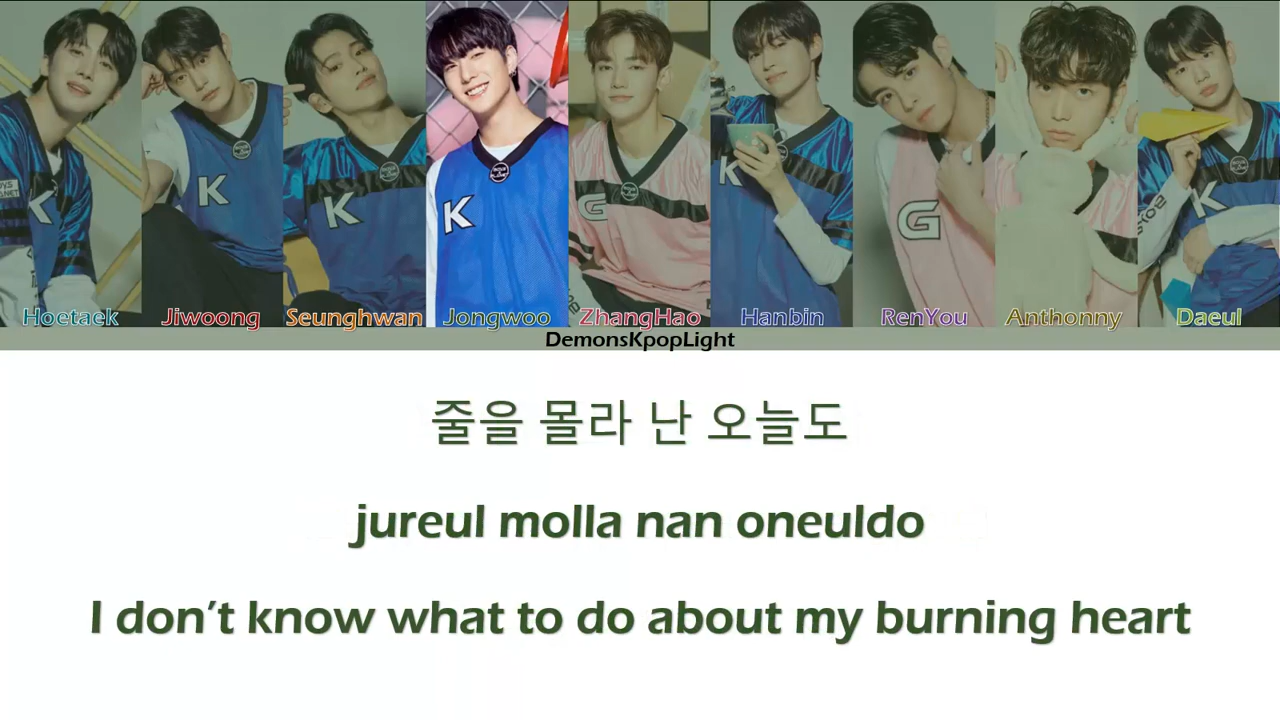 K K K K G K G K
Hoetaek Jiwoong Seunghwan Jongwoo ZhangHao Hanbin RenYou Anthonny Daeul
DemonsKpopLight
줄을 몰라 난 오늘도
jureul molla nan oneuldo
I don't know what to do about my burning heart